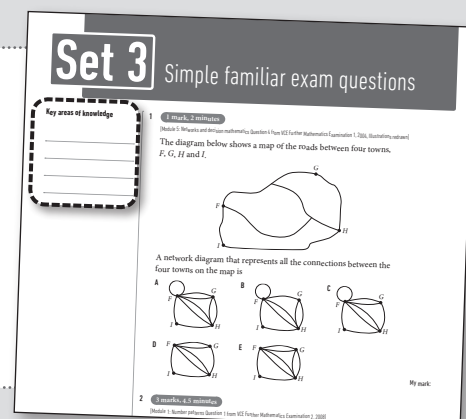 Set 3 Simple familiar exam questions
Key areas of knowledge
1 1 mark, 2 minutes
[Module 5: Networks and decision mathematics Question 6 from VCE Further Mathematics Examination 1, 2006, illustrations redrawn]
The diagram below shows a map of the roads between four towns,
F, G, H and I.
G
F
H
I
A network diagram that represents all the connections between the
four towns on the map is
A B C
F G F G F G
I H I H I H
D E
F G F G
I H I H
My mark:
2 3 marks, 4.5 minutes
[Module 1: Number patterns Question 1 from VCE Further Mathematics Examination 2, 2008]